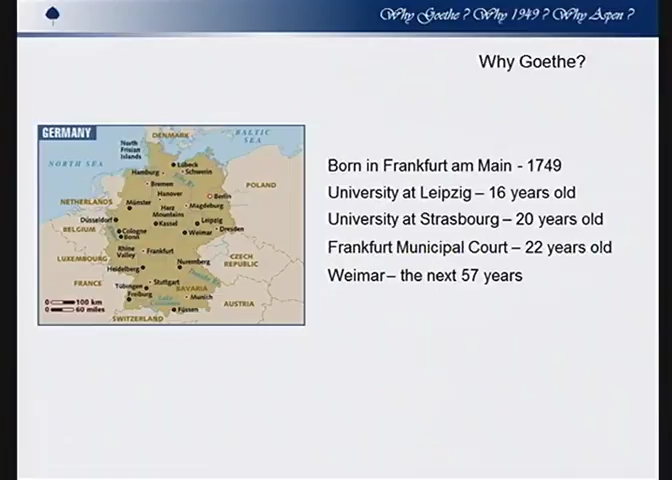 Why Goethe ? Why 1949 ? Why Aspen ?
Why Goethe?
GERMANY
DENMARK
BALTIC
SEA
North
Frisian
Islands
NORTH SEA
Lübeck
Schwerin
Hamburg
Bremen
Berlin
POLAND
Hanover
NETHERLANDS
Münster
Harz
Mountains
Magdeburg
Düsseldorf
Kassel
Leipzig
BELGIUM
Cologne
Bonn
Weimar
Dresden
Rhine
Valley
Frankfurt
CZECH
REPUBLIC
LUXEMBOURG
Heidelberg
Nuremberg
FRANCE
Stuttgart
Tübingen
BAVARIA
Freiburg
Munich
AUSTRIA
0 100 km
0 60 miles
Füssen
SWITZERLAND
Born in Frankfurt am Main - 1749
University at Leipzig – 16 years old
University at Strasbourg – 20 years old
Frankfurt Municipal Court – 22 years old
Weimar– the next 57 years